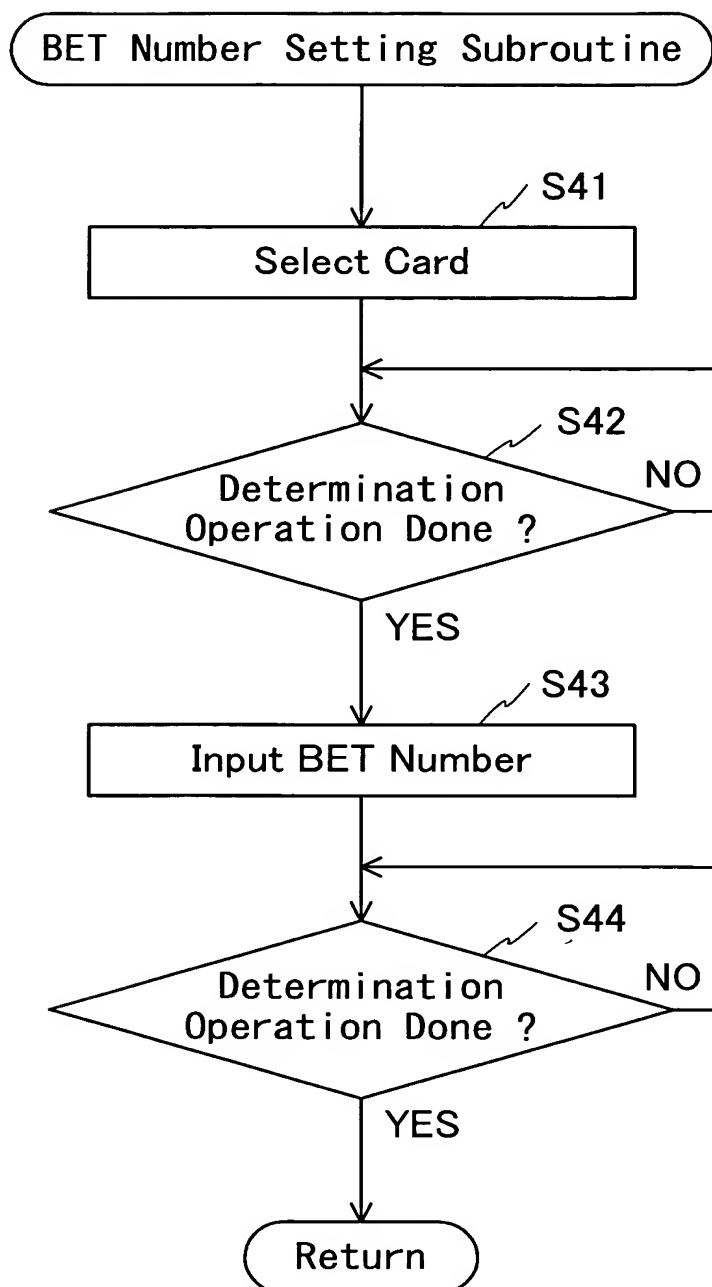 BET Number Setting Subroutine
S41
Select Card
S42
Determination
Operation Done ?
NO
YES
S43
Input BET Number
S44
Determination
Operation Done ?
NO
YES
Return